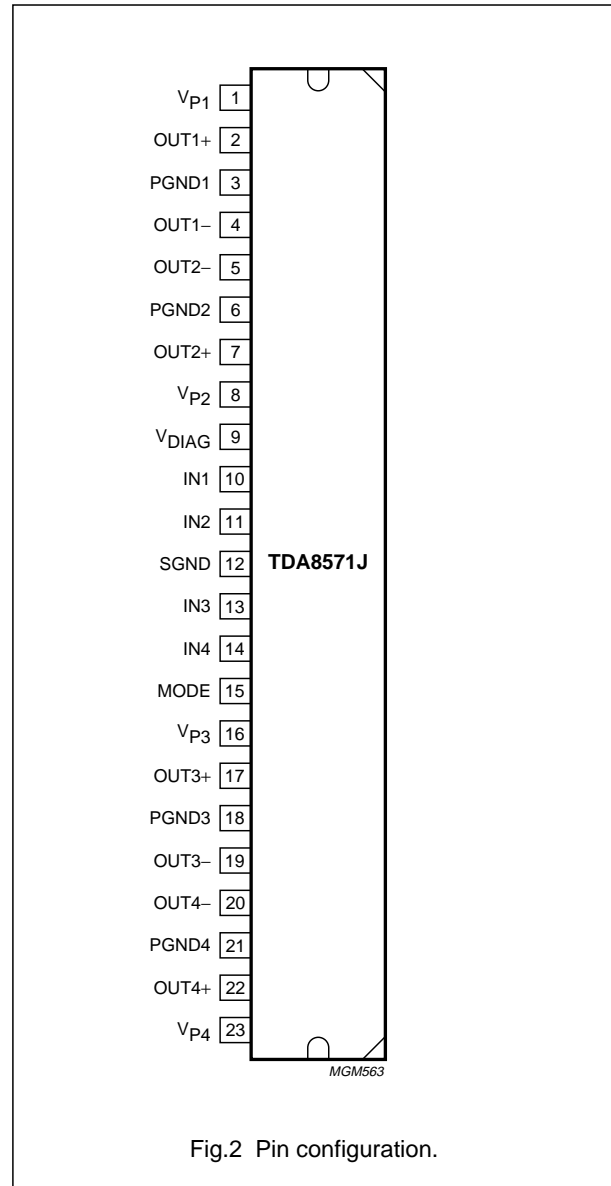 VP1 1
OUT1+ 2
PGND1 3
OUT1− 4
OUT2− 5
PGND2 6
OUT2+ 7
VP2 8
VDIAG 9
IN1 10
IN2 11
SGND 12 TDA8571J
IN3 13
IN4 14
MODE 15
VP3 16
OUT3+ 17
PGND3 18
OUT3− 19
OUT4− 20
PGND4 21
OUT4+ 22
VP4 23
MGM563
Fig.2 Pin configuration.